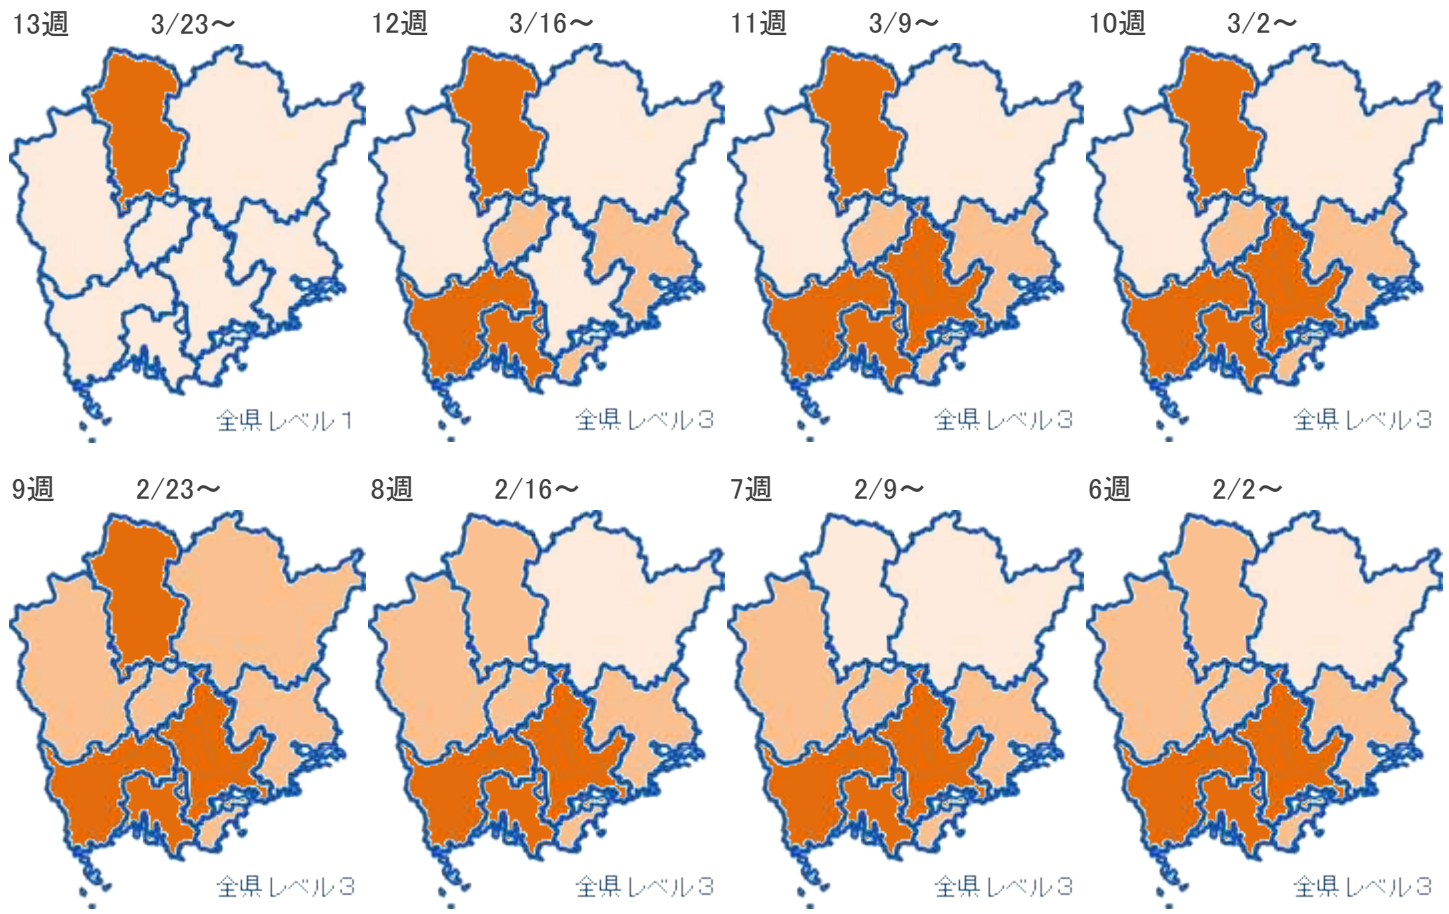 13週 3/23～
12週 3/16～
11週 3/9～
10週 3/2～
全県レベル1
全県レベル3
全県レベル3
全県レベル3
9週 2/23～
8週 2/16～
7週 2/9～
6週 2/2～
全県レベル3
全県レベル3
全県レベル3
全県レベル3